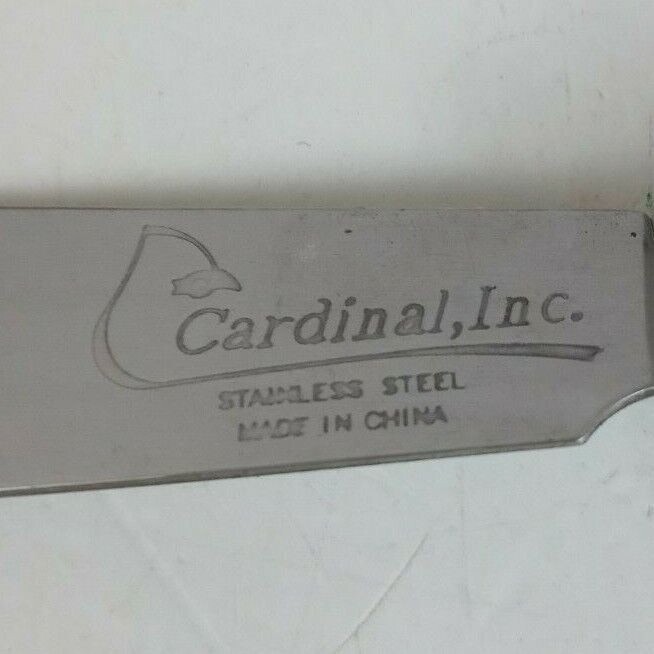 Cardinal, Inc.
STAINLESS STEEL
MADE IN CHINA